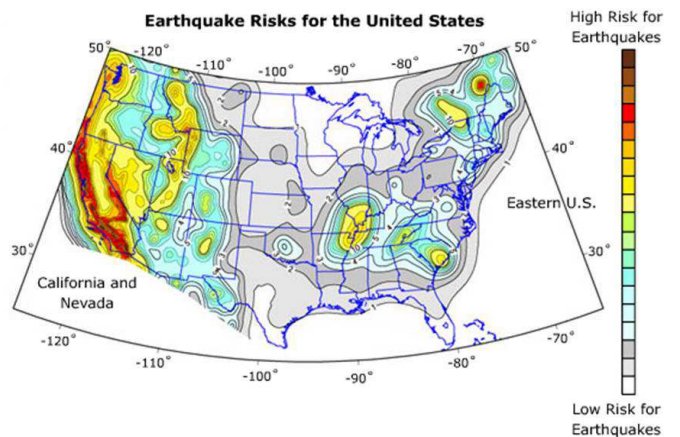 Earthquake Risks for the United States
High Risk for
Earthquakes
50°
-120°
-110°
-100°
-90°
-80°
-70°
50°
40°
40°
Eastern U.S.
30°
30°
California and
Nevada
-120°
-110°
-100°
-90°
-80°
-70°
Low Risk for
Earthquakes